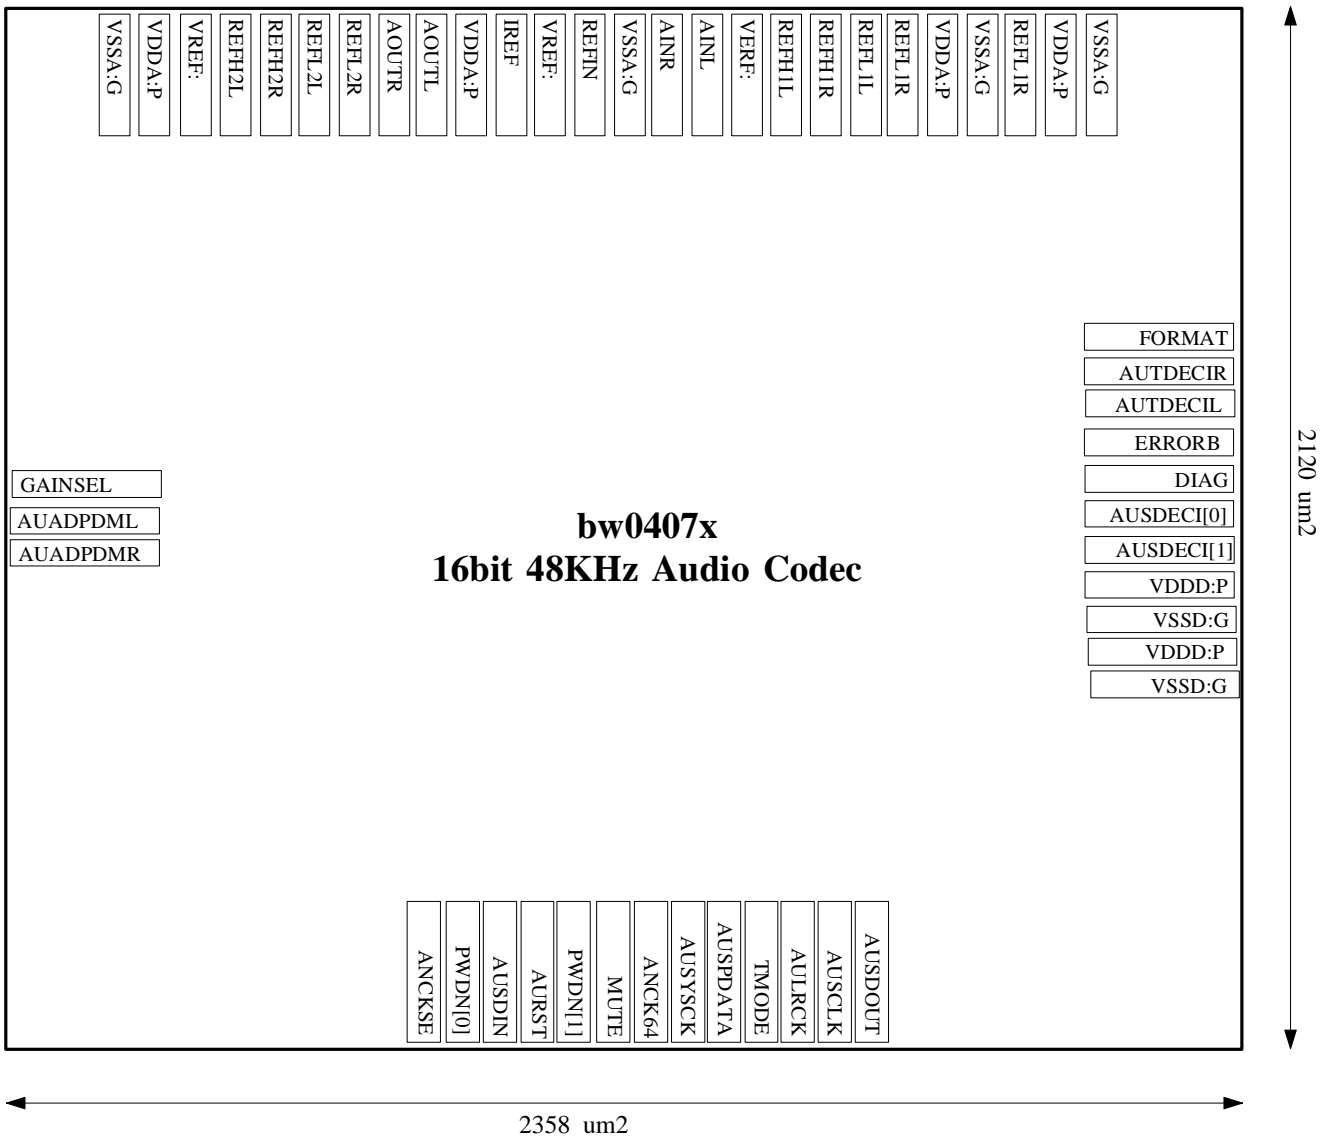 VSSA:G
VDDA:P
VREF:
REFH2L
REFH2R
REFL2L
REFL2R
AOUTR
AOUTL
VDDA:P
IREF
VREF:
REFIN
VSSA:G
AINR
AINL
VERF:
REFH1L
REFH1R
REFL1L
REFL1R
VDDA:P
VSSA:G
REFL1R
VDDA:P
VSSA:G
FORMAT
AUTDECIR
AUTDECIL
ERRORB
DIAG
AUSDECI[0]
AUSDECI[1]
VDDD:P
VSSD:G
VDDD:P
VSSD:G
2120 um2
GAINSEL
AUADPDML
AUADPDMR
bw0407x
16bit 48KHz Audio Codec
ANCKSE
PWDN[0]
AUSDIN
AURST
PWDN[1]
MUTE
ANCK64
AUSYSCK
AUSPDATA
TMODE
AULRCK
AUSCLK
AUSDOUT
2358 um2